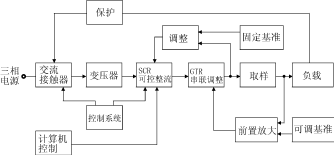 保护
调整
固定基准
三相
电源
交流
接触器
变压器
SCR
可控整流
GTR
串联调整
取样
负载
控制系统
前置放大
可调基准
计算机
控制